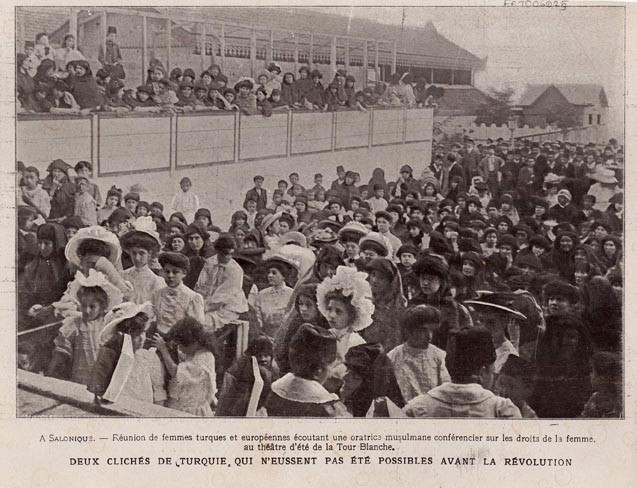 A SALONIQUE. — Réunion de femmes turques et européennes écoutant une oratrice musulmane conférencier sur les droits de la femme,
au théâtre d'été de la Tour Blanche.
DEUX CLICHÉS DE TURQUIE, QUI N'EUSSENT PAS ÉTÉ POSSIBLES AVANT LA RÉVOLUTION